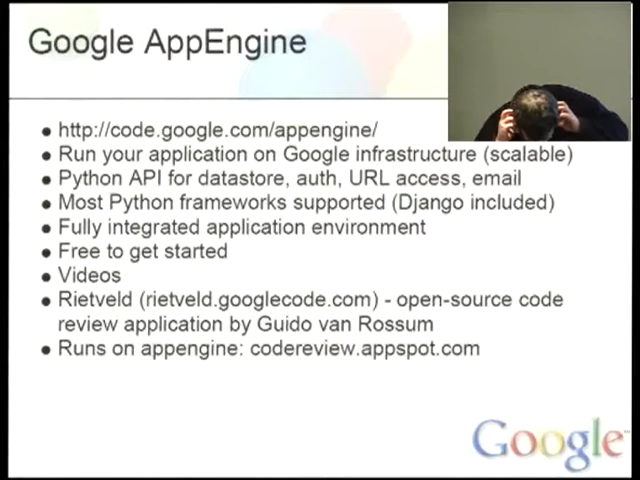 Google AppEngine
http://code.google.com/appengine/
Run your application on Google infrastructure (scalable)
Python API for datastore, auth, URL access, email
Most Python frameworks supported (Django included)
Fully integrated application environment
Free to get started
Videos
Rietveld (rietveld.googlecode.com) - open-source code
review application by Guido van Rossum
Runs on appengine: codereview.appspot.com
Google